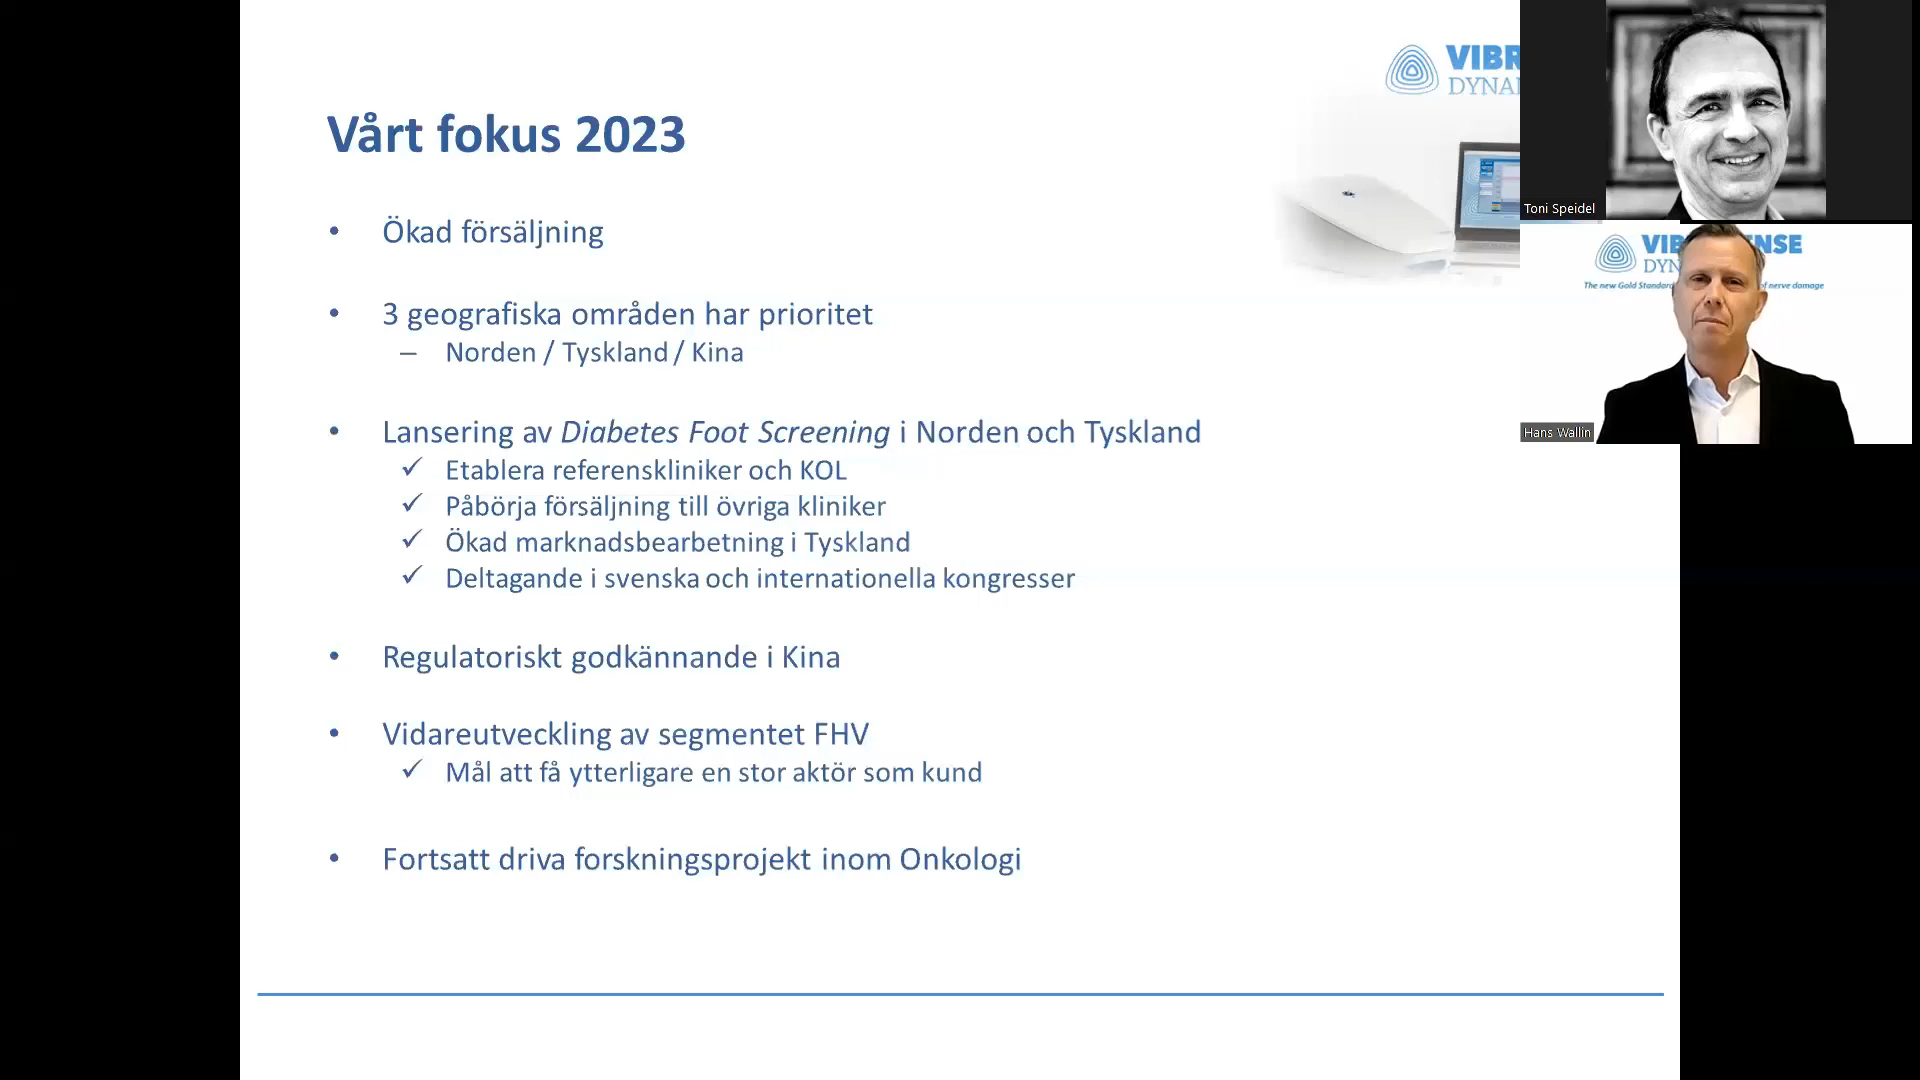 VIBR
DYNA
Vårt fokus 2023
• Ökad försäljning
• 3 geografiska områden har prioritet
– Norden / Tyskland / Kina
• Lansering av Diabetes Foot Screening i Norden och Tyskland
✓ Etablera referenskliniker och KOL
✓ Påbörja försäljning till övriga kliniker
✓ Ökad marknadsbearbetning i Tyskland
✓ Deltagande i svenska och internationella kongresser
• Regulatoriskt godkännande i Kina
• Vidareutveckling av segmentet FHV
✓ Mål att få ytterligare en stor aktör som kund
• Fortsatt driva forskningsprojekt inom Onkologi
Toni Speidel
VIB ENSE
DYN
The new Gold Standard of nerve damage
Hans Wallin